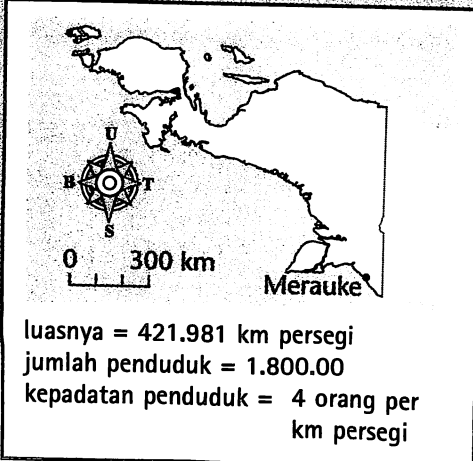 U
B T
S
0 300 km
Merauke
luasnya = 421.981 km persegi
jumlah penduduk = 1.800.00
kepadatan penduduk = 4 orang per
km persegi